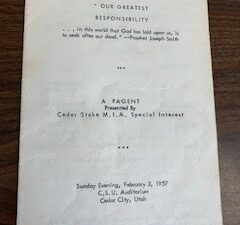 " OUR GREATEST
RESPONSIBILITY
. . . In this world that God has laid upon us, is
to seek after our dead." --Prophet Joseph Smith
***
A PAGENT
Presented By
Cedar Stake M.I.A. Special Interest
***
Sunday Evening, February 3, 1957
C.S.U. Auditorium
Cedar City, Utah